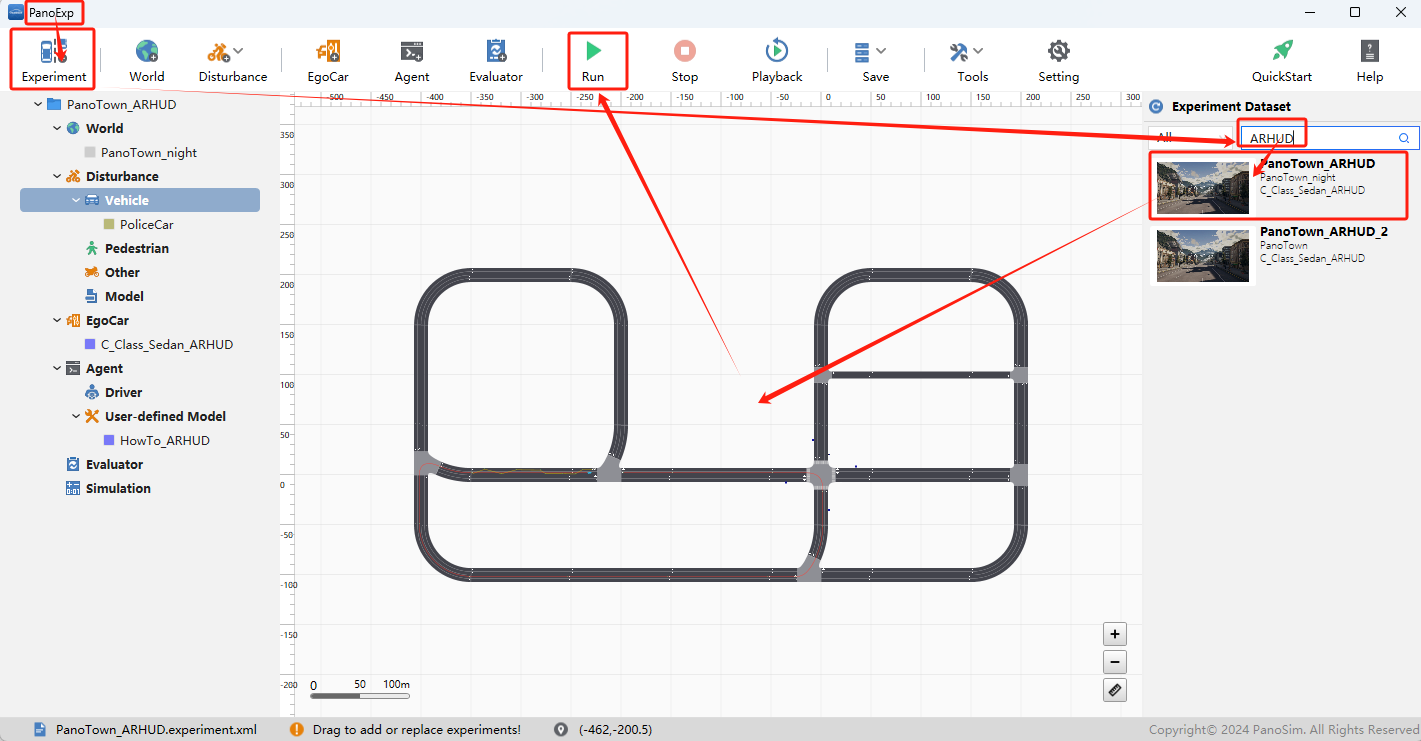 PanoExp
Experiment World Disturbance EgoCar Agent Evaluator Run Stop Playback Save Tools Setting QuickStart Help
PanoTown_ARHUD
World
PanoTown_night
Disturbance
Vehicle
PoliceCar
Pedestrian
Other
Model
EgoCar
C_Class_Sedan_ARHUD
Agent
Driver
User-defined Model
HowTo_ARHUD
Evaluator
Simulation
-500 -450 -400 -350 -300 -250 -200 -150 -100 -50 0 50 100 150 200 250 300
350
300
250
200
150
100
50
0
-50
-100
-150
-200
0 50 100m
+
−
Experiment Dataset
All ARHUD
PanoTown_ARHUD
PanoTown_night
C_Class_Sedan_ARHUD
PanoTown_ARHUD_2
PanoTown
C_Class_Sedan_ARHUD
PanoTown_ARHUD.experiment.xml Drag to add or replace experiments! (-462,-200.5) Copyright© 2024 PanoSim. All Rights Reserved